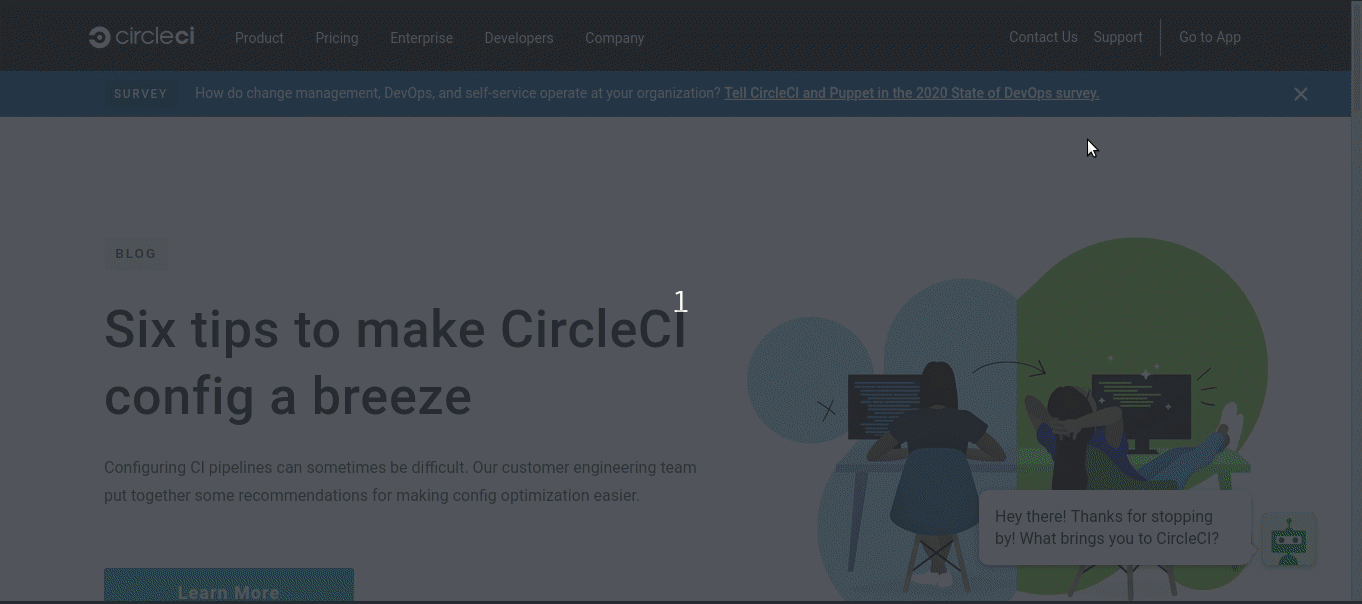 circleci Product Pricing Enterprise Developers Company Contact Us Support Go to App
SURVEY How do change management, DevOps, and self-service operate at your organization? Tell CircleCI and Puppet in the 2020 State of DevOps survey.
BLOG
1
Six tips to make CircleCI
config a breeze
Configuring CI pipelines can sometimes be difficult. Our customer engineering team
put together some recommendations for making config optimization easier.
Hey there! Thanks for stopping
by! What brings you to CircleCI?
Learn More